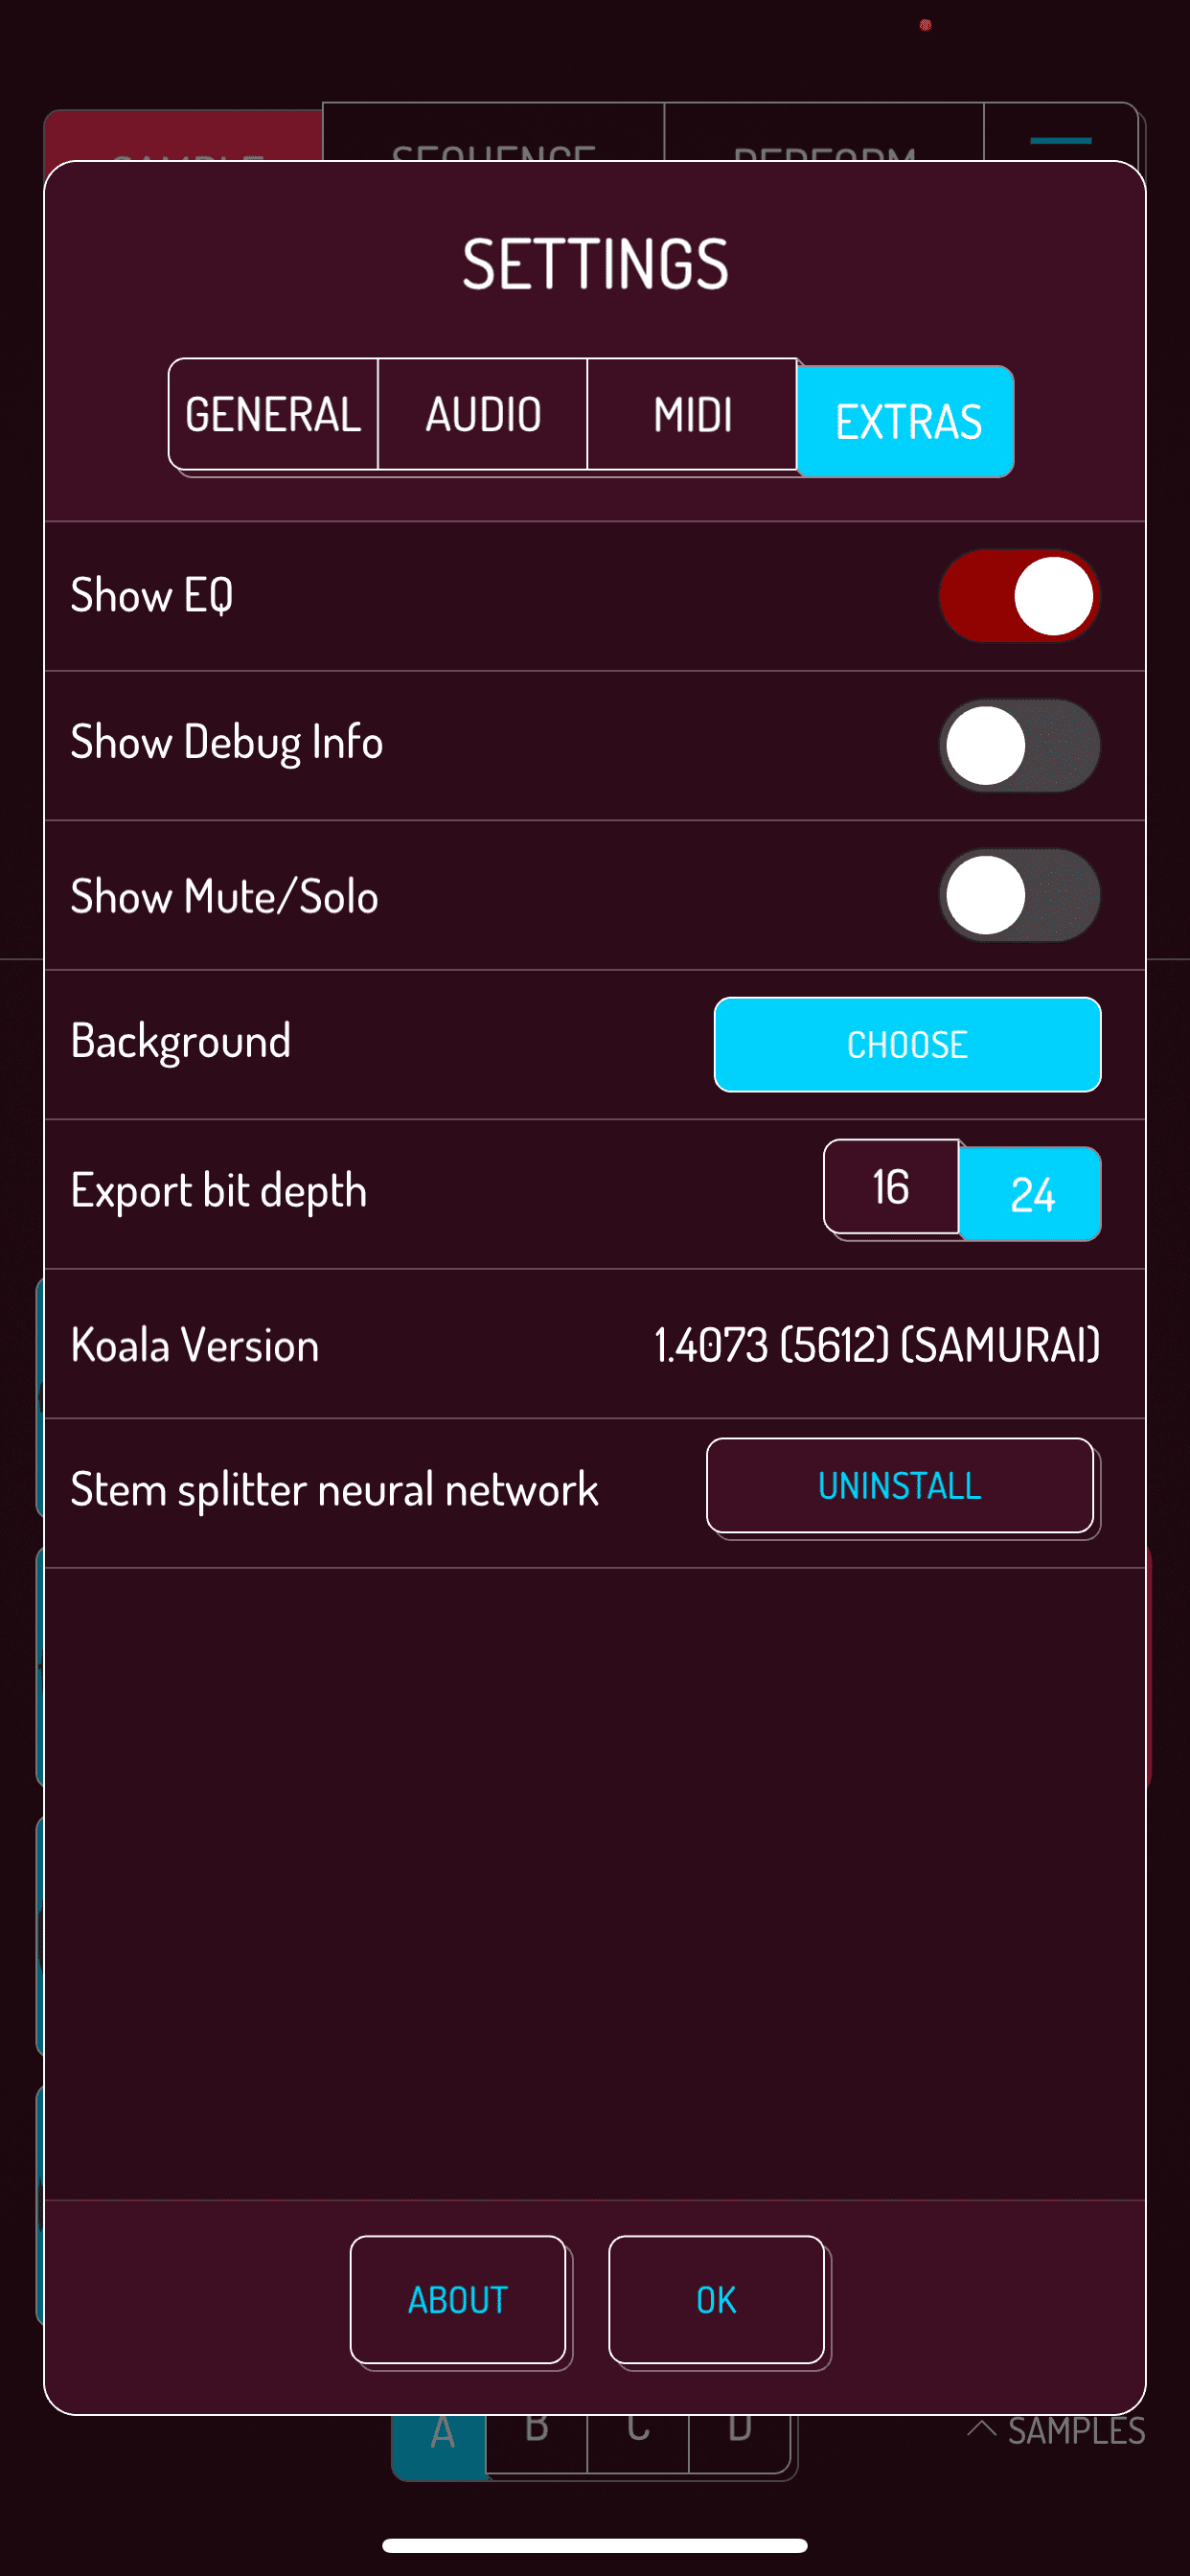 SAMPLE SEQUENCE PERFORM
SETTINGS
GENERAL AUDIO MIDI EXTRAS
Show EQ
Show Debug Info
Show Mute/Solo
Background CHOOSE
Export bit depth 16 24
Koala Version 1.4073 (5612) (SAMURAI)
Stem splitter neural network UNINSTALL
ABOUT OK
A B C D SAMPLES